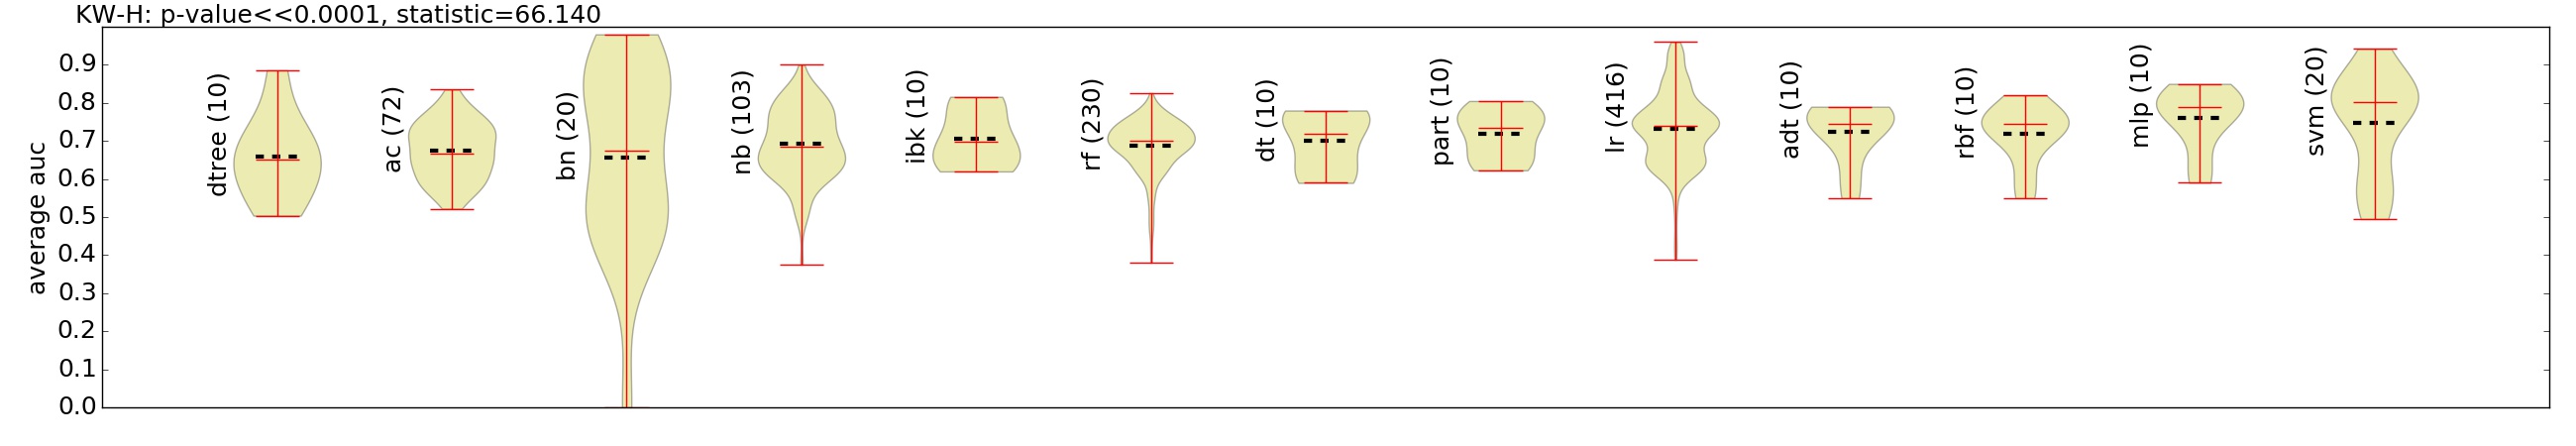 KW-H: p-value<<0.0001, statistic=66.140
average auc
0.9
0.8
0.7
0.6
0.5
0.4
0.3
0.2
0.1
0.0
dtree (10)
ac (72)
bn (20)
nb (103)
ibk (10)
rf (230)
dt (10)
part (10)
lr (416)
adt (10)
rbf (10)
mlp (10)
svm (20)